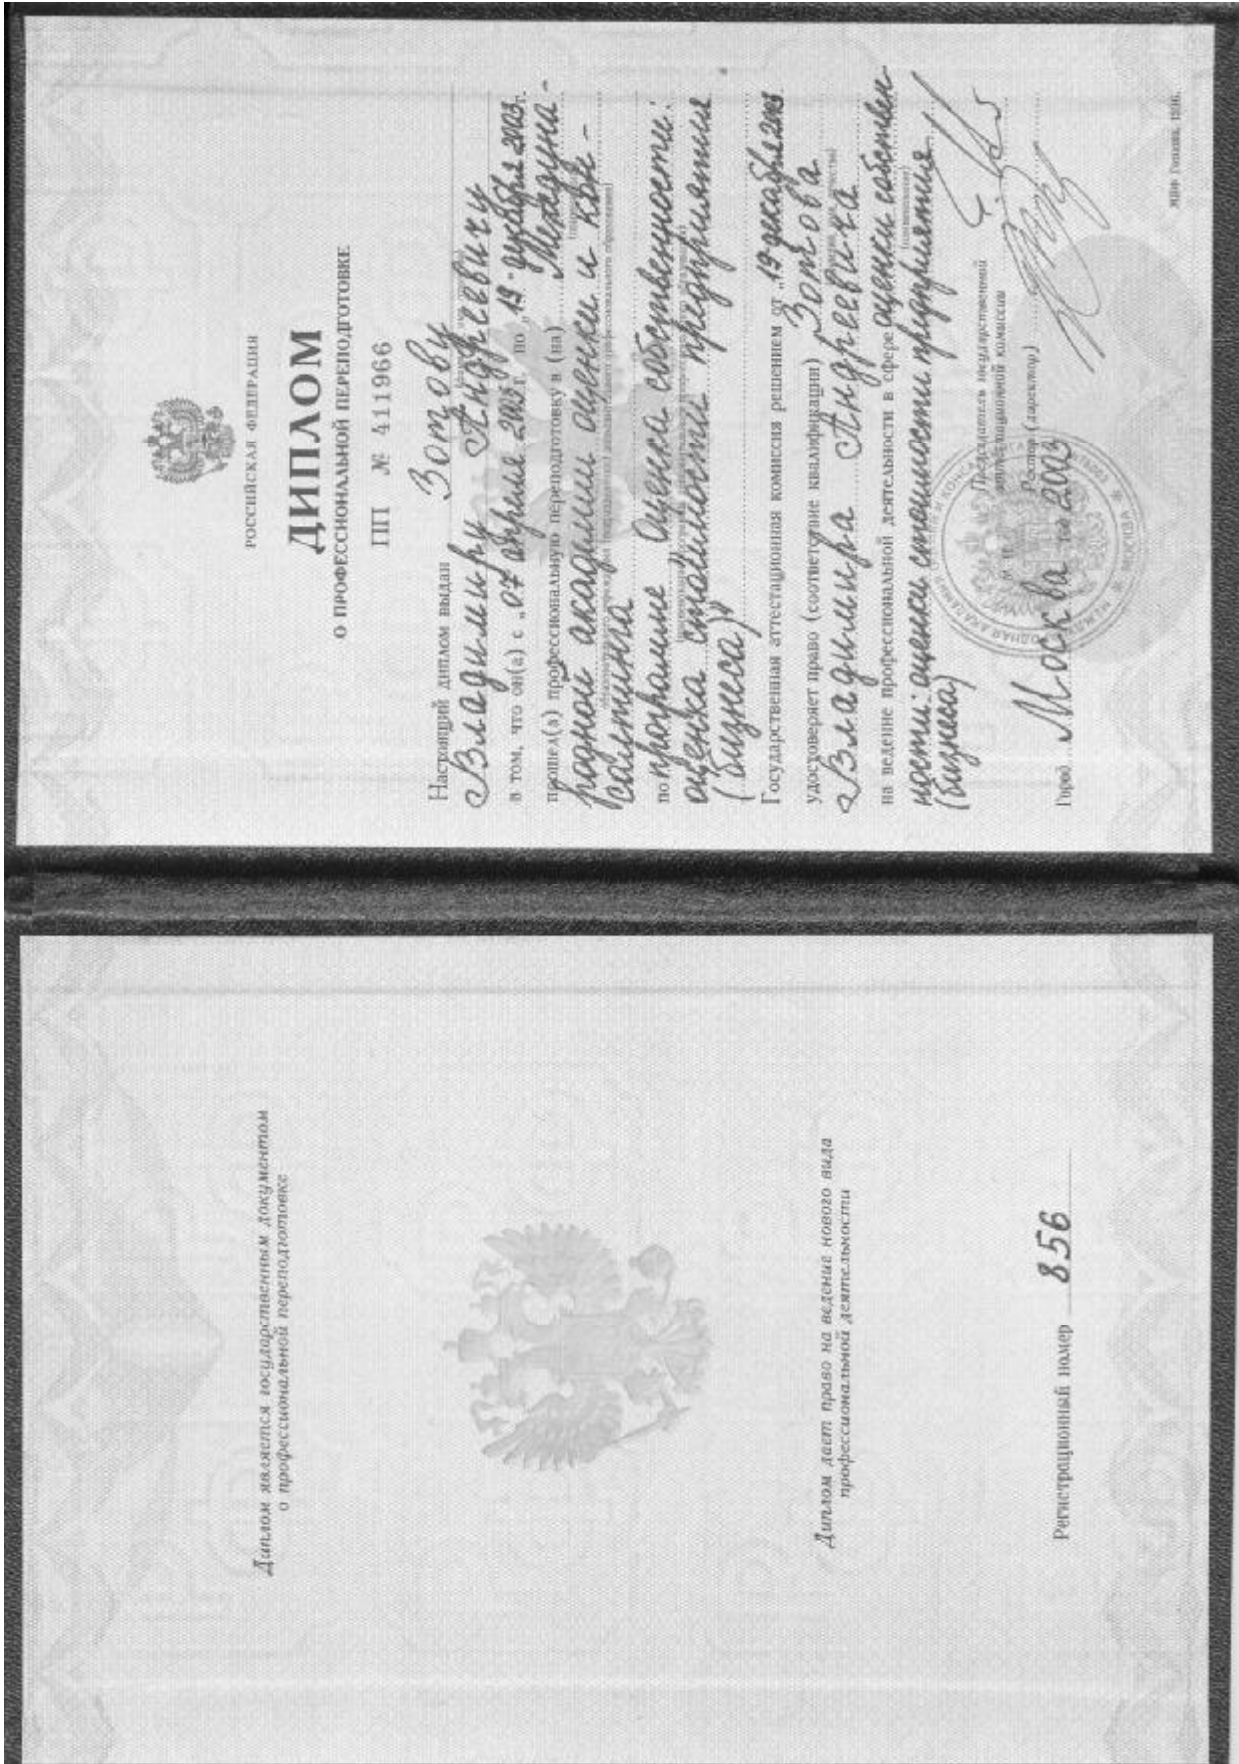 Диплом является государственным документом
о профессиональной переподготовке
Диплом дает право на ведение нового вида
профессиональной деятельности
Регистрационный номер 856
РОССИЙСКАЯ ФЕДЕРАЦИЯ
ДИПЛОМ
О ПРОФЕССИОНАЛЬНОЙ ПЕРЕПОДГОТОВКЕ
ПП № 411966
Настоящий диплом выдан Зотову
Владимиру Андреевичу
в том, что он(а) с „07 апреля 2003 г. по „19 декабря 2003 г.
прошел(а) профессиональную переподготовку в (на) Междуна-
родной академии оценки и кон-
салтинга
по программе Оценка собственности:
оценка стоимости предприятия
(бизнеса)
Государственная аттестационная комиссия решением от „19 декабря 2003
удостоверяет право (соответствие квалификации) Зотова
Владимира Андреевича
на ведение профессиональной деятельности в сфере оценки собствен
ности: оценки стоимости предприятия
(бизнеса)
Председатель государственной
аттестационной комиссии
Ректор (директор)
Город Москва 2003